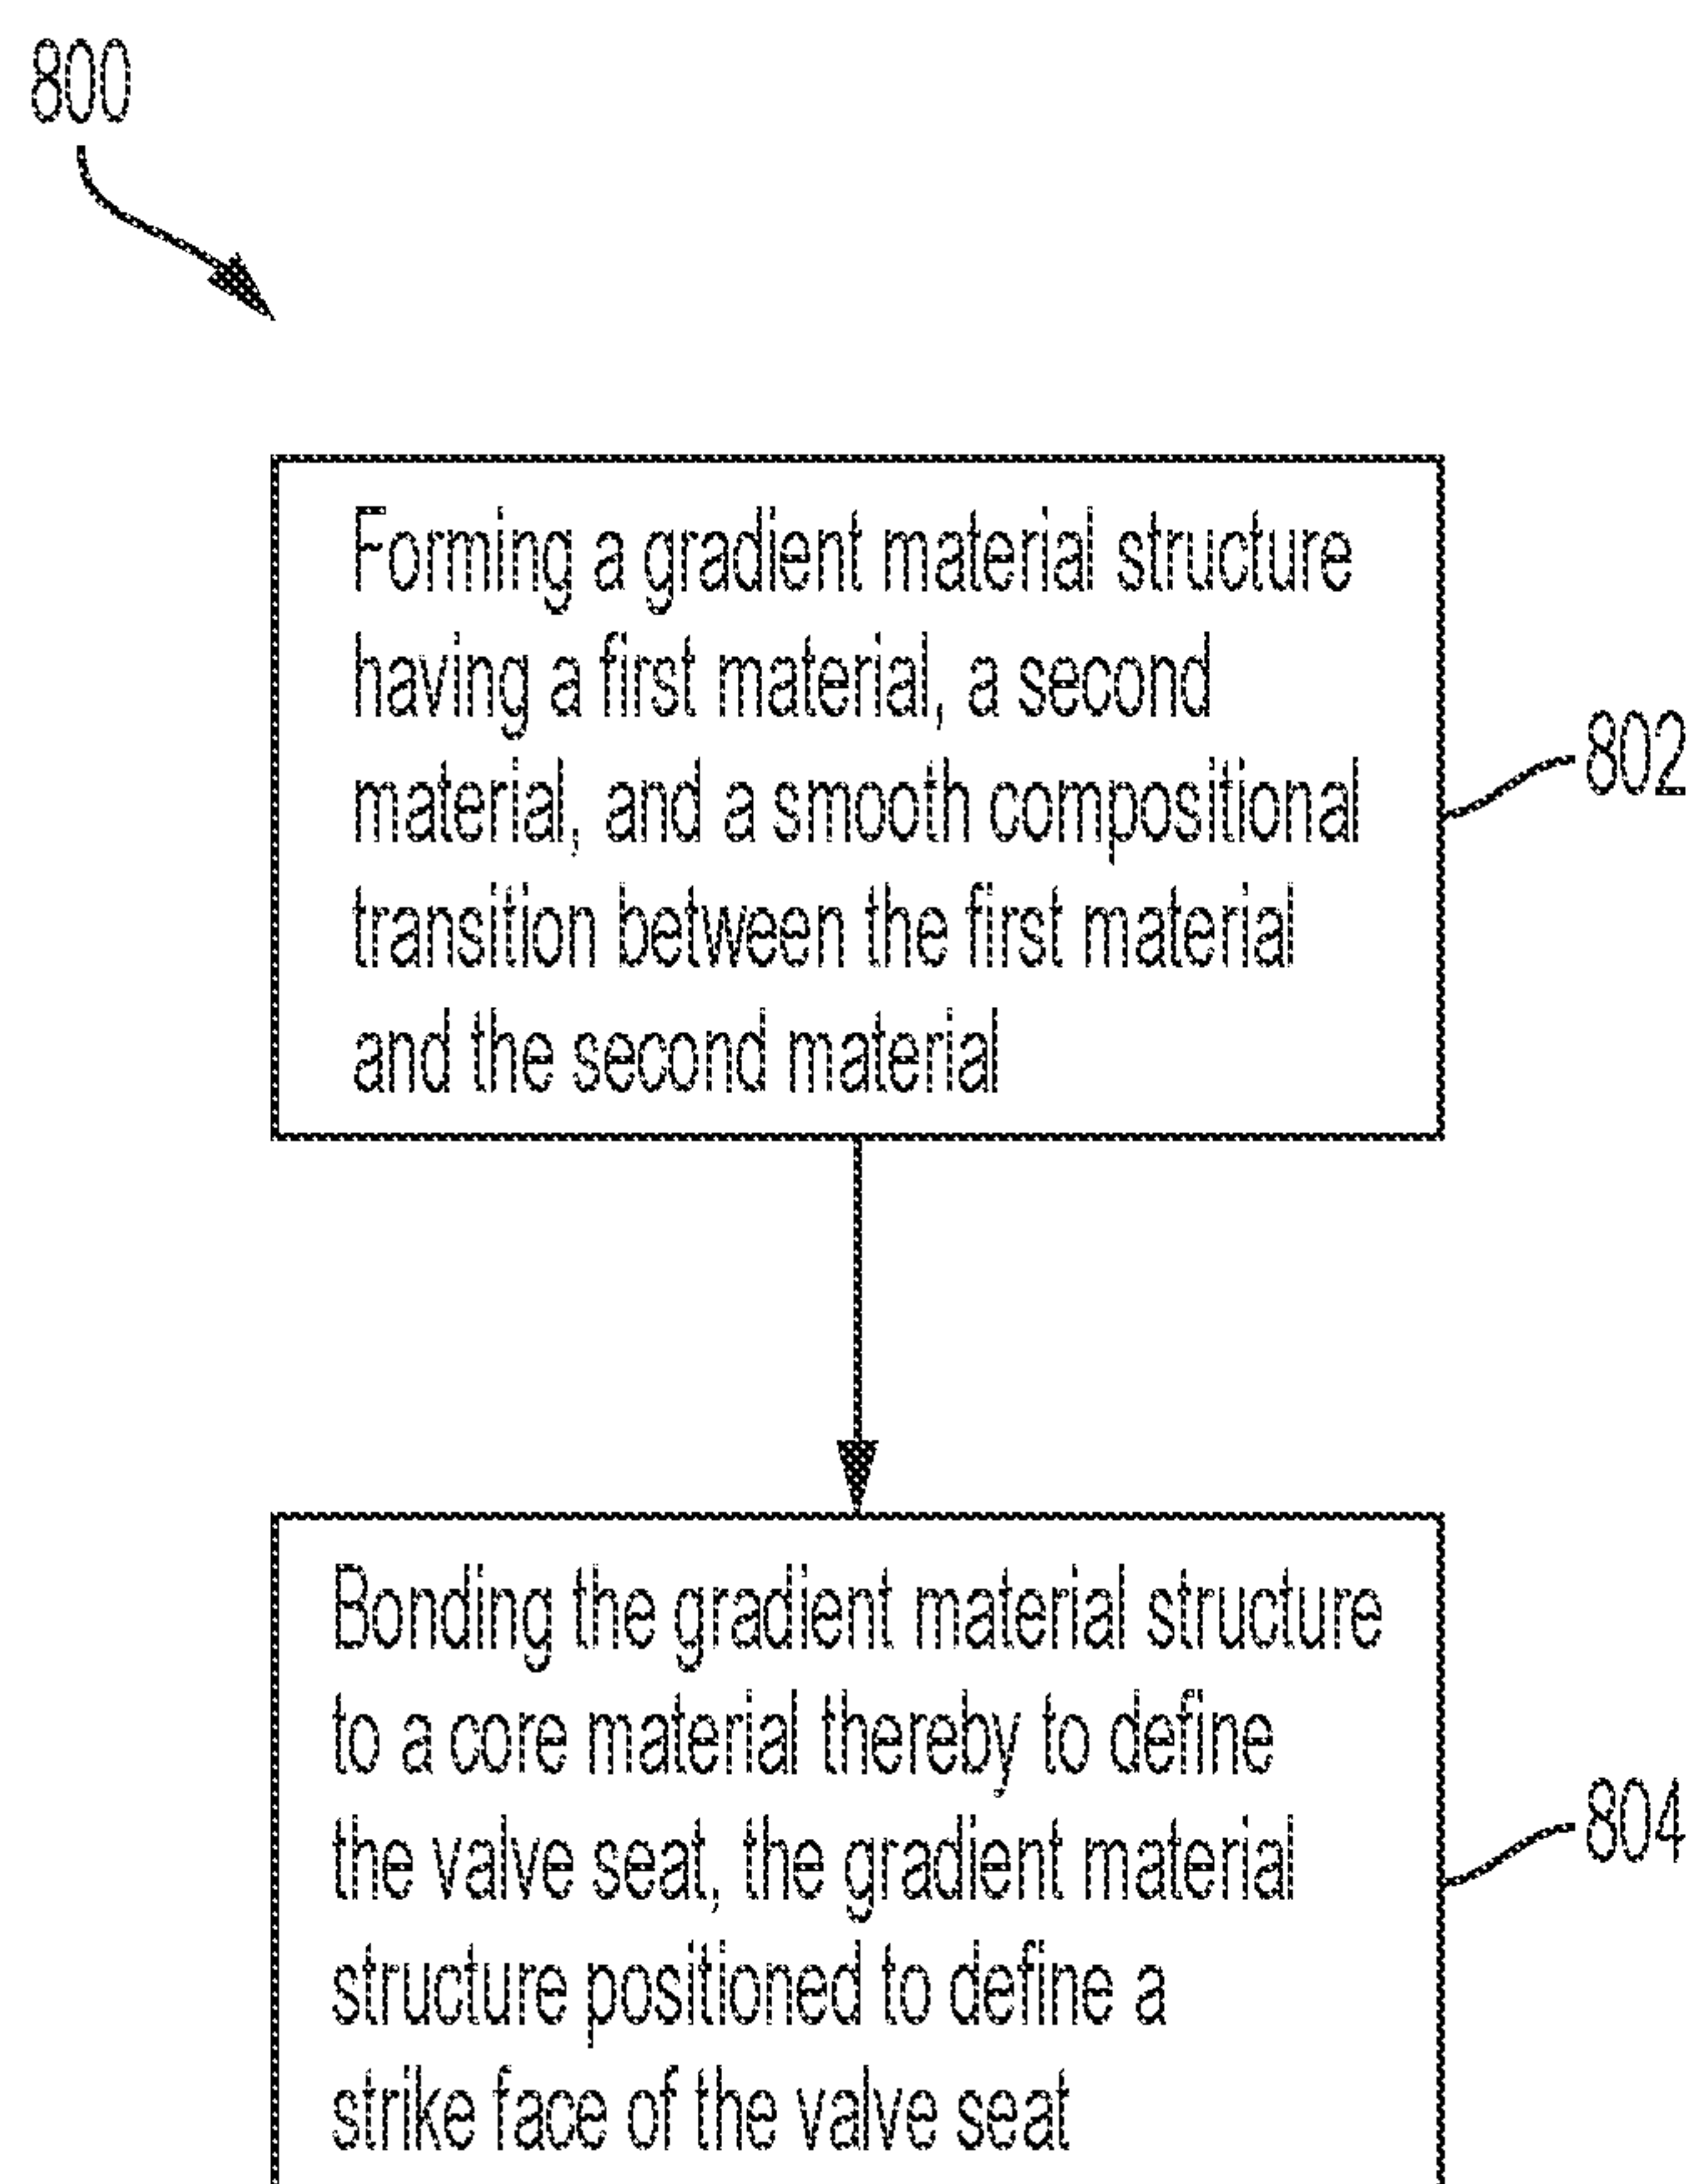 800
Forming a gradient material structure
having a first material, a second
material, and a smooth compositional
transition between the first material
and the second material
802
Bonding the gradient material structure
to a core material thereby to define
the valve seat, the gradient material
structure positioned to define a
strike face of the valve seat
804